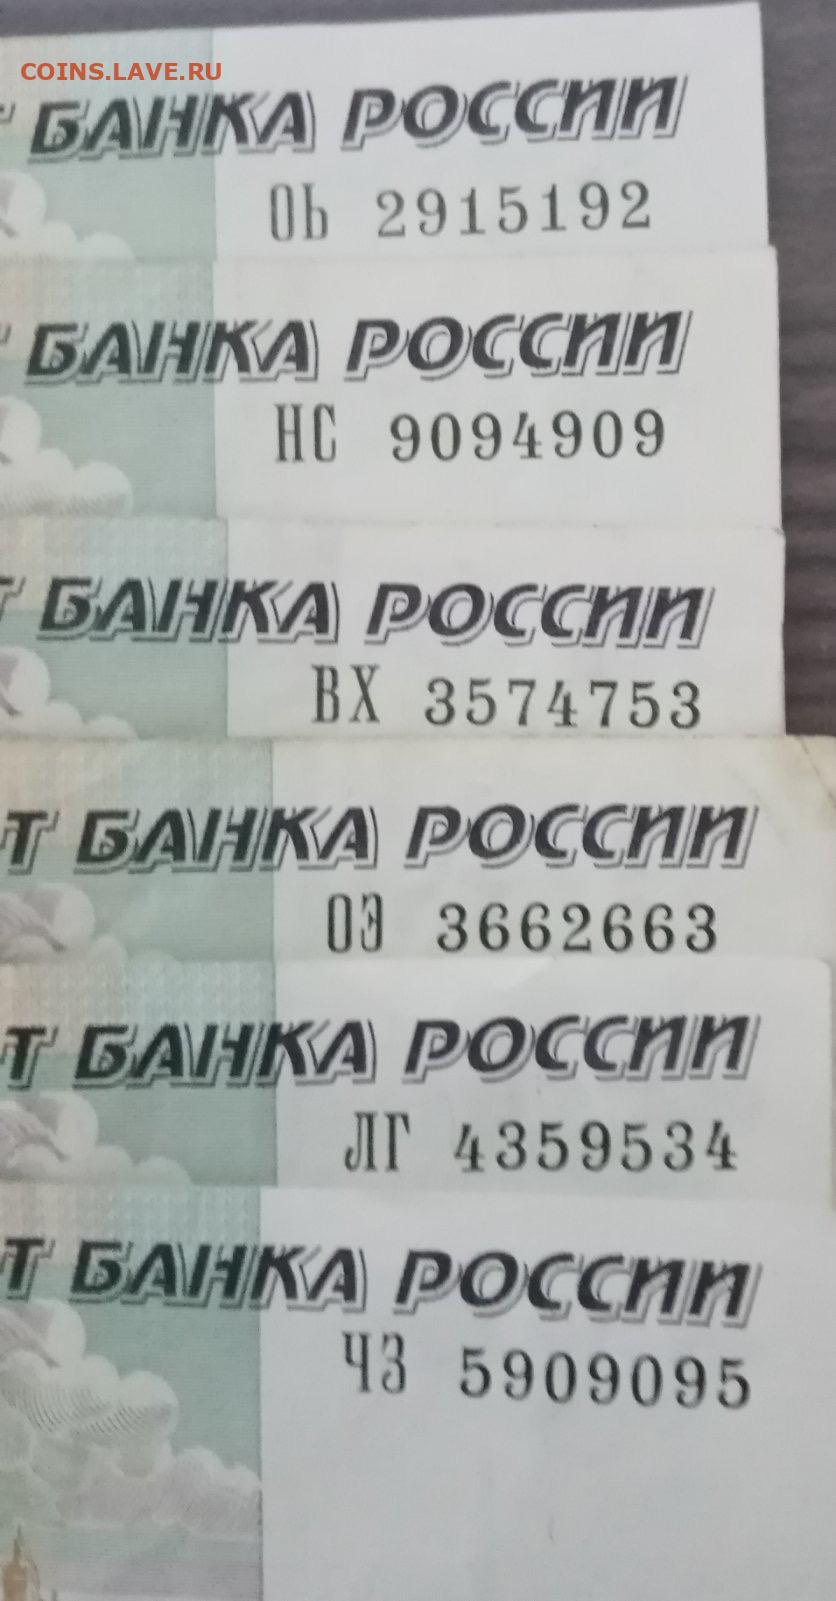 COINS.LAVE.RU
Т БАНКА РОССИИ
ОЬ 2915192
БАНКА РОССИИ
НС 9094909
Т БАНКА РОССИИ
ВХ 3574753
Т БАНКА РОССИИ
ОЭ 3662663
Т БАНКА РОССИИ
ЛГ 4359534
Т БАНКА РОССИИ
ЧЗ 5909095